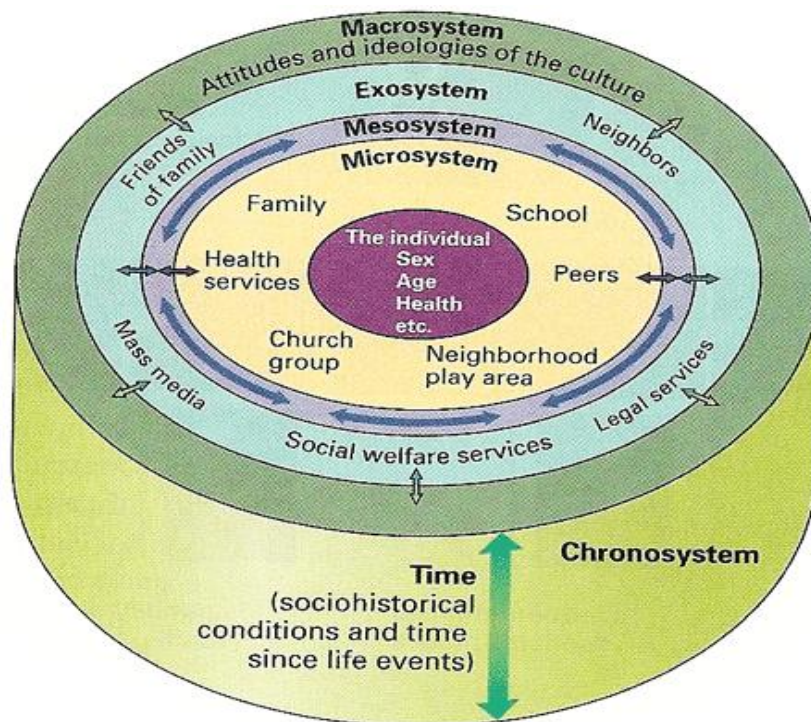 Macrosystem
Attitudes and ideologies of the culture
Exosystem
Mesosystem
Microsystem
Friends
of family
Neighbors
Family
School
The individual
Sex
Age
Health
etc.
Health
services
Peers
Church
group
Neighborhood
play area
Mass media
Legal services
Social welfare services
Chronosystem
Time
(sociohistorical
conditions and time
since life events)